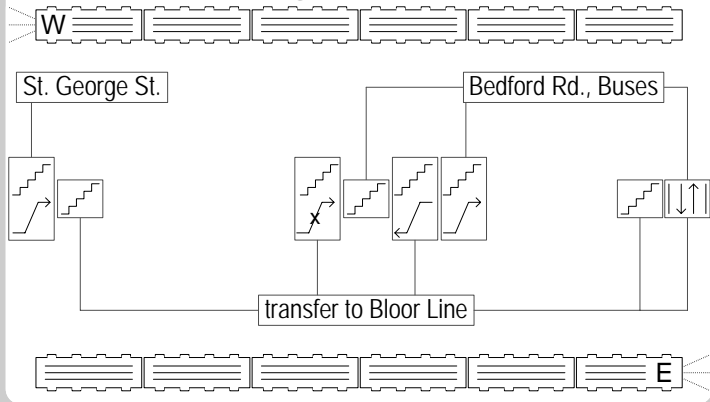 W
St. George St.
Bedford Rd., Buses
x
transfer to Bloor Line
E